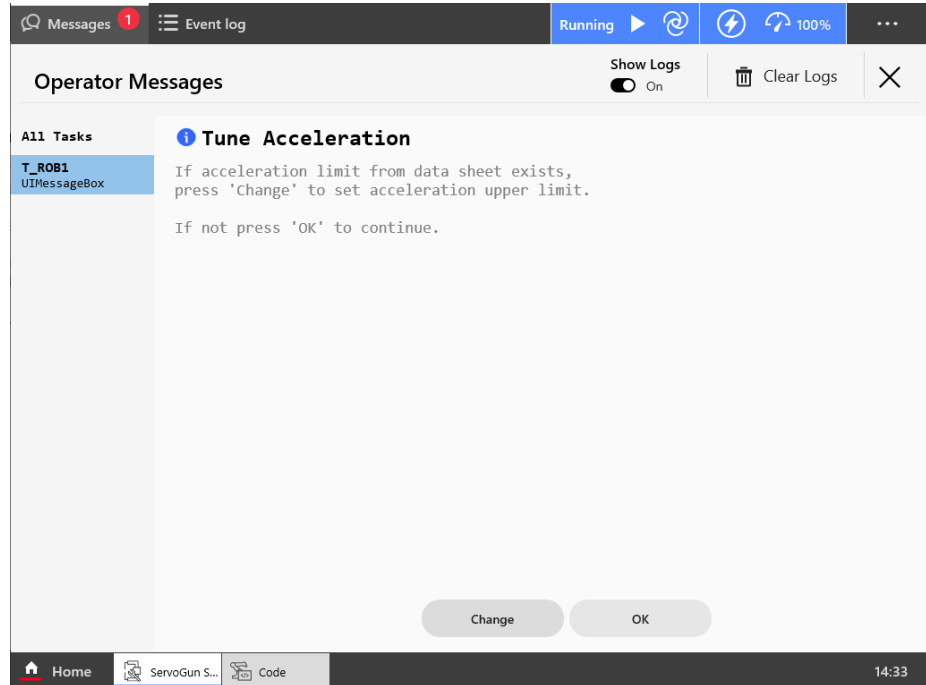 Messages 1 Event log Running 100% ...
Operator Messages Show Logs On Clear Logs
All Tasks
T_ROB1
UIMessageBox
Tune Acceleration
If acceleration limit from data sheet exists,
press 'Change' to set acceleration upper limit.
If not press 'OK' to continue.
Change OK
Home ServoGun S... Code 14:33